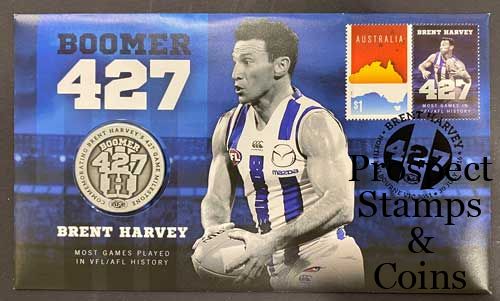 BOOMER
427
COMMEMORATING BRENT HARVEY'S 427 GAME MILESTONE
BOOMER
427
H
BRENT HARVEY
MOST GAMES PLAYED
IN VFL/AFL HISTORY
AFL
mazda
AUSTRALIA
$1
BRENT HARVEY
427
MOST GAMES
IN VFL/AFL HISTORY
BRENT HARVEY
427
Prospect
Stamps
&
Coins